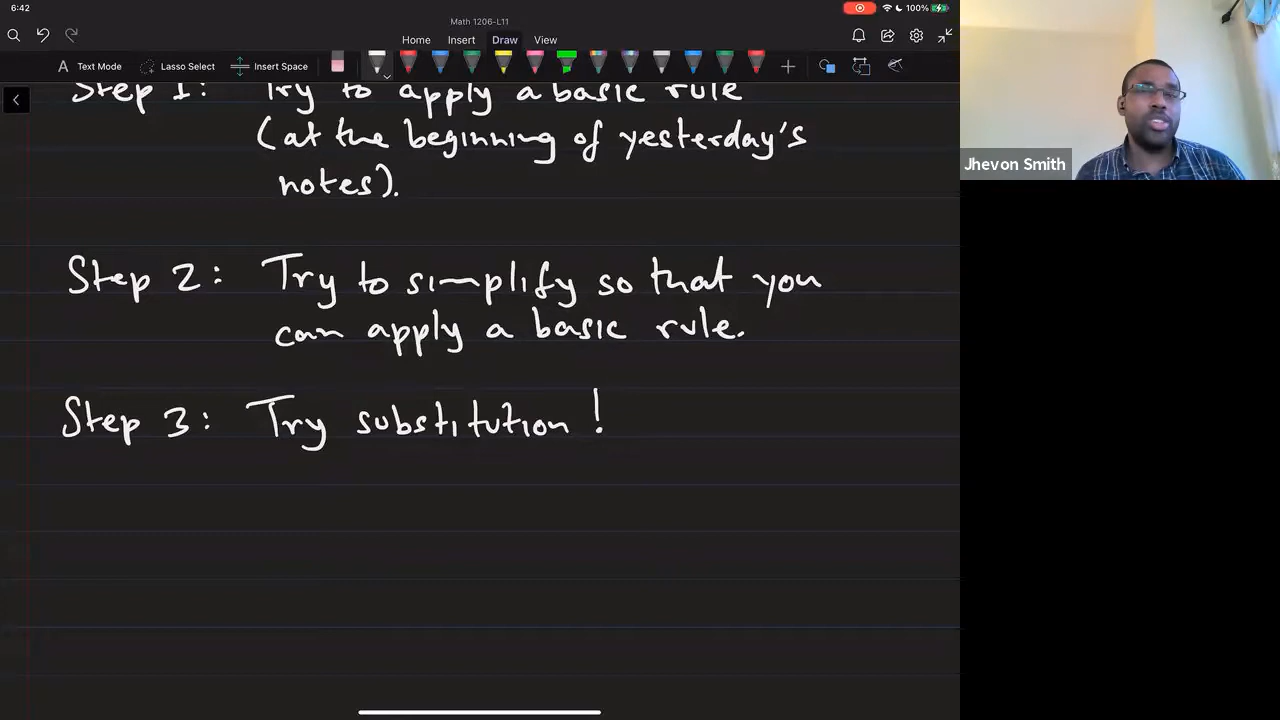 6:42
100%
Math 1206-L11
Home Insert Draw View
Text Mode Lasso Select Insert Space
Step 1: Try to apply a basic rule
(at the beginning of yesterday's
notes).
Step 2: Try to simplify so that you
can apply a basic rule.
Step 3: Try substitution!
Jhevon Smith